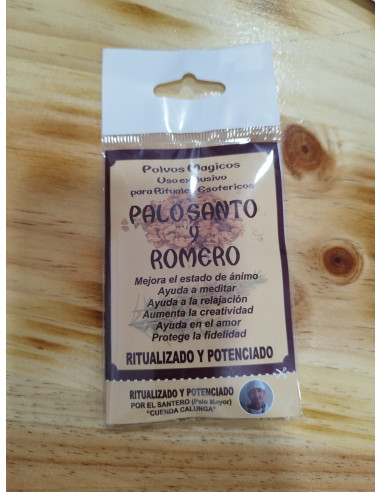 Polvos Magicos
Uso exclusivo
para Rituales Esotericos
PALO SANTO
y
ROMERO
Mejora el estado de ánimo
Ayuda a meditar
Ayuda a la relajación
Aumenta la creatividad
Ayuda en el amor
Protege la fidelidad
RITUALIZADO Y POTENCIADO
RITUALIZADO Y POTENCIADO
POR EL SANTERO (Palo Mayor)
"CUENDA CALUNGA"